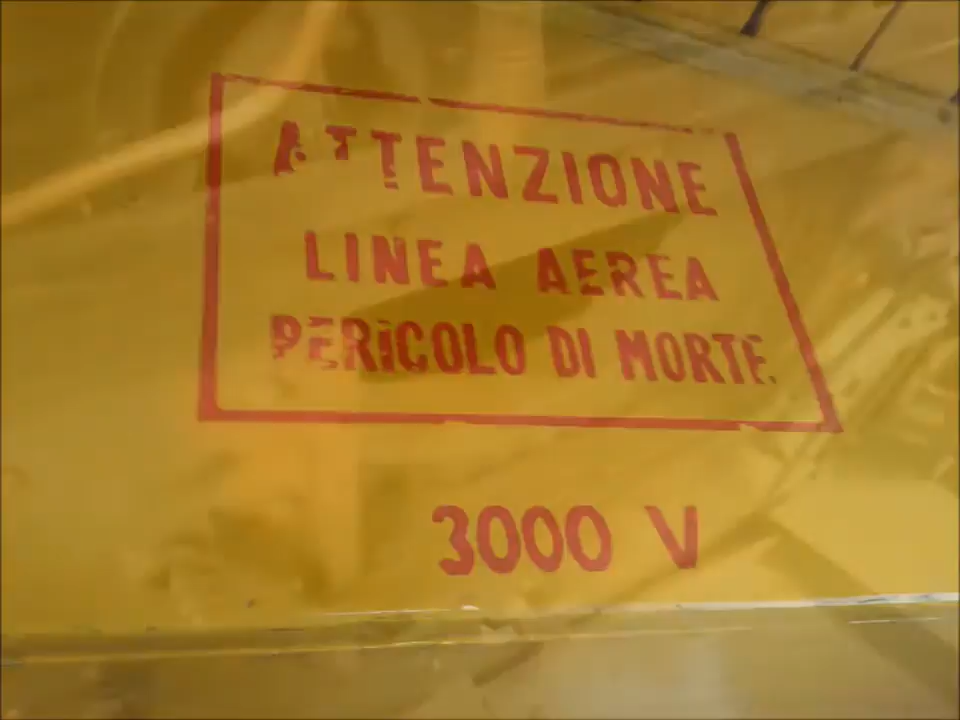 ATTENZIONE
LINEA AEREA
PERICOLO DI MORTE.
3000 V